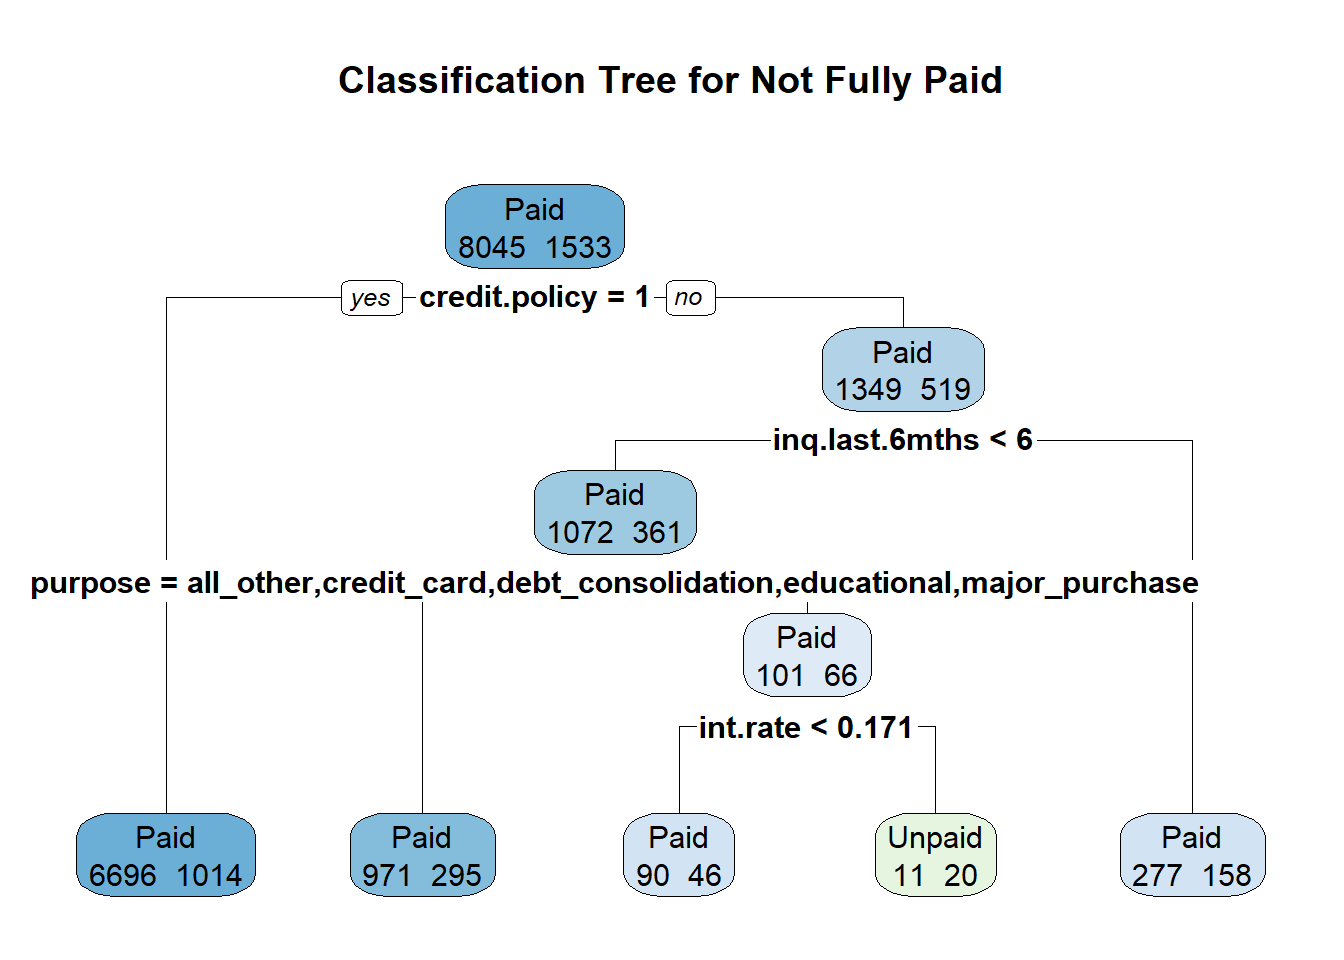 Classification Tree for Not Fully Paid
Paid
8045 1533
yes credit.policy = 1 no
Paid
1349 519
inq.last.6mths < 6
Paid
1072 361
purpose = all_other,credit_card,debt_consolidation,educational,major_purchase
Paid
101 66
int.rate < 0.171
Paid
6696 1014
Paid
971 295
Paid
90 46
Unpaid
11 20
Paid
277 158